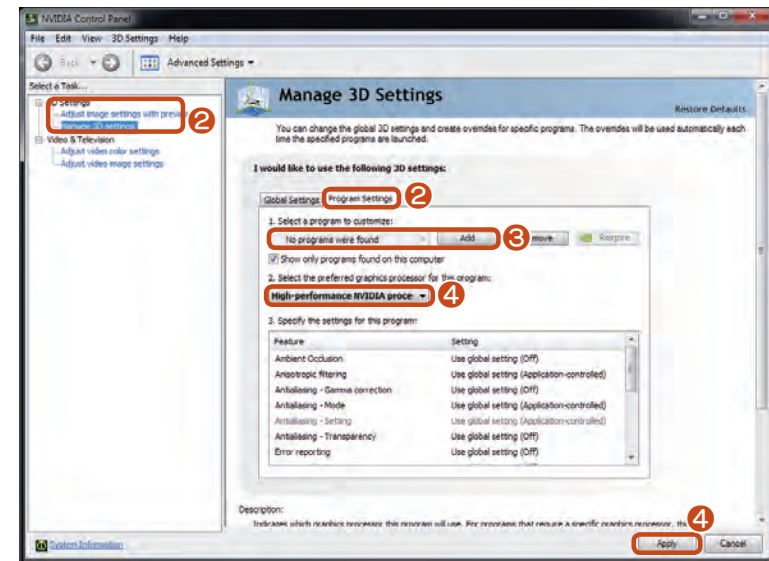 NVIDIA Control Panel
File Edit View 3D Settings Help
Back Advanced Settings
Select a Task...
D Settings
Adjust image settings with previe
Manage 3D settings
2
Video & Television
Adjust video color settings
Adjust video image settings
Manage 3D Settings
Restore Defaults
You can change the global 3D settings and create overrides for specific programs. The overrides will be used automatically each
time the specified programs are launched.
I would like to use the following 3D settings:
Global Settings Program Settings 2
1. Select a program to customize:
No programs were found Add 3 move Restore
Show only programs found on this computer
2. Select the preferred graphics processor for this program:
High-performance NVIDIA proce 4
3. Specify the settings for this program:
Feature Setting
Ambient Occlusion Use global setting (Off)
Anisotropic filtering Use global setting (Application-controlled)
Antialiasing - Gamma correction Use global setting (Off)
Antialiasing - Mode Use global setting (Application-controlled)
Antialiasing - Setting Use global setting (Application-controlled)
Antialiasing - Transparency Use global setting (Off)
Error reporting Use global setting (Off)
Description:
Indicates which graphics processor this program will use. For programs that require a specific graphics processor, 4
System Information
Apply Cancel